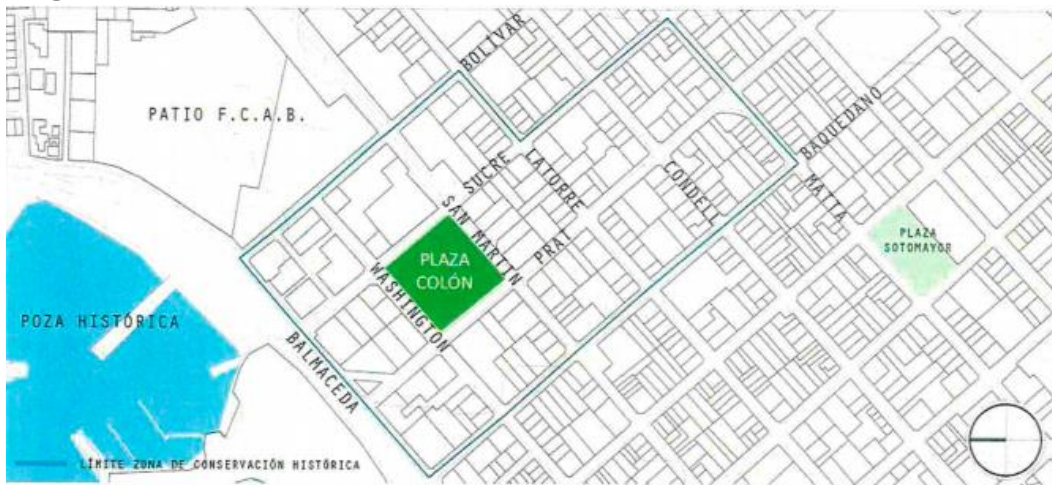 BOLÍVAR
PATIO F.C.A.B.
BAQUEDANO
SUCRE
LATORRE
CONDELL
MATTA
SAN MARTIN
PRAT
PLAZA
SOTOMAYOR
PLAZA
COLÓN
WASHINGTON
POZA HISTÓRICA
BALMACEDA
LÍMITE ZONA DE CONSERVACIÓN HISTÓRICA